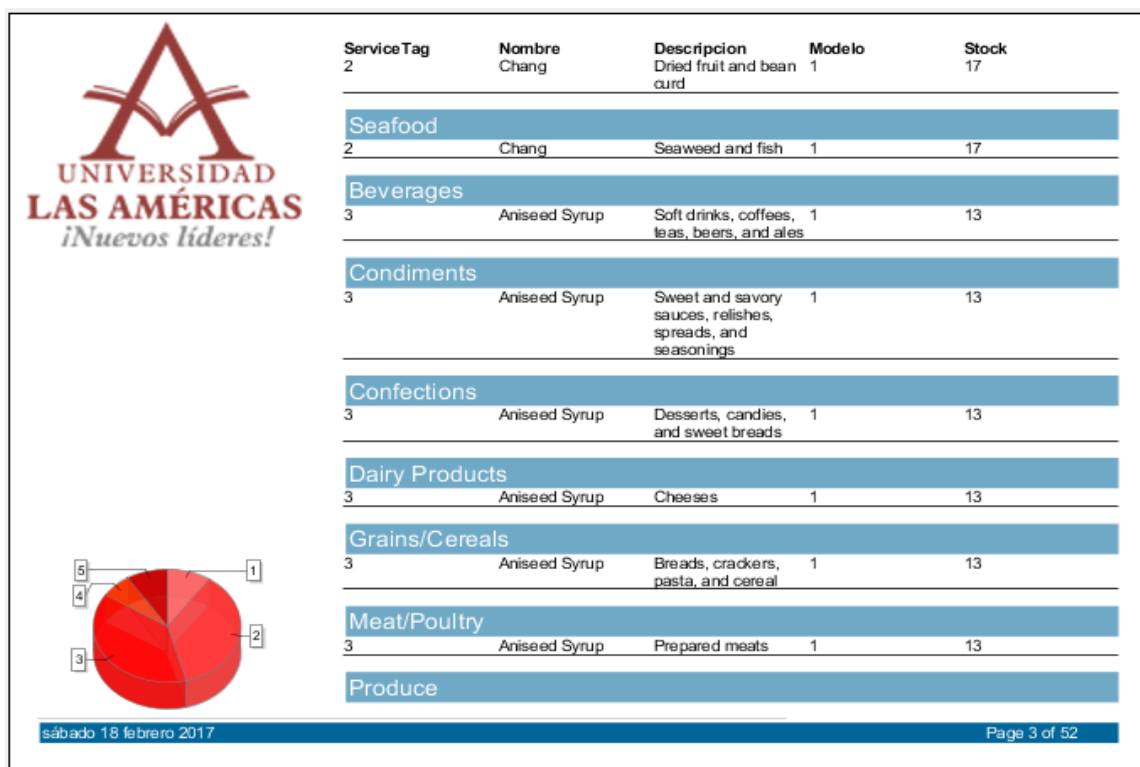 UNIVERSIDAD
LAS AMÉRICAS
¡Nuevos líderes!
ServiceTag Nombre Descripcion Modelo Stock
2 Chang Dried fruit and bean 1 17
curd
Seafood
2 Chang Seaweed and fish 1 17
Beverages
3 Aniseed Syrup Soft drinks, coffees, 1 13
teas, beers, and ales
Condiments
3 Aniseed Syrup Sweet and savory 1 13
sauces, relishes,
spreads, and
seasonings
Confections
3 Aniseed Syrup Desserts, candies, 1 13
and sweet breads
Dairy Products
3 Aniseed Syrup Cheeses 1 13
Grains/Cereals
3 Aniseed Syrup Breads, crackers, 1 13
pasta, and cereal
Meat/Poultry
3 Aniseed Syrup Prepared meats 1 13
Produce
5
1
4
2
3
sábado 18 febrero 2017 Page 3 of 52